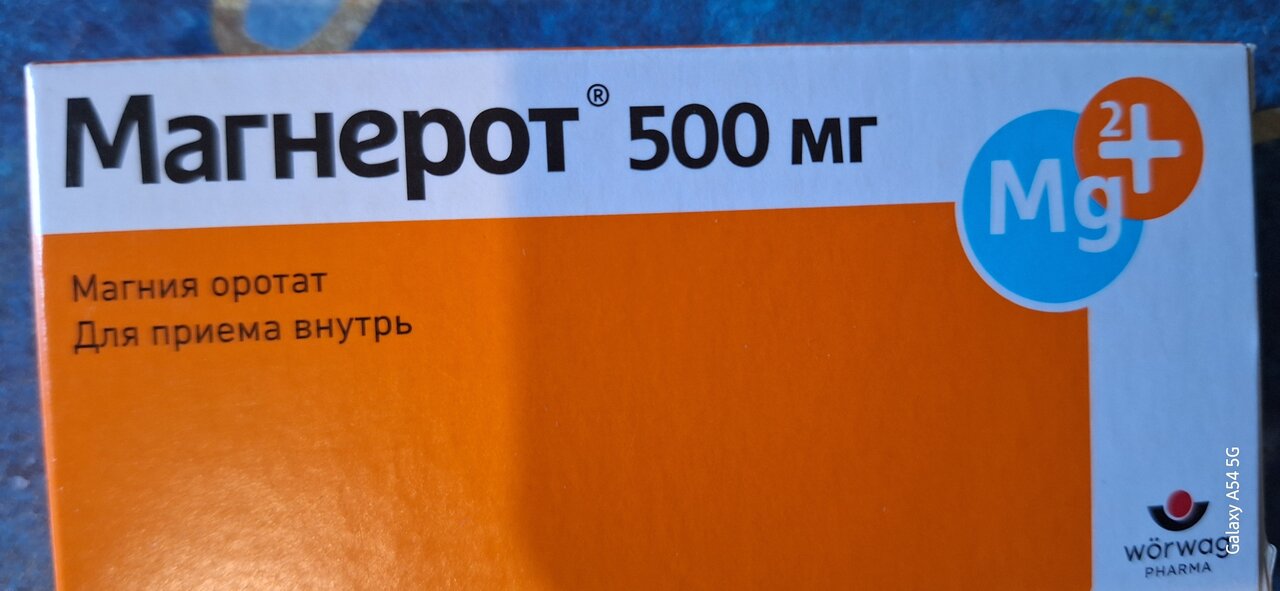 Магнерот® 500 мг
Mg2+
Магния оротат
Для приема внутрь
wörwag
PHARMA
Galaxy A54 5G